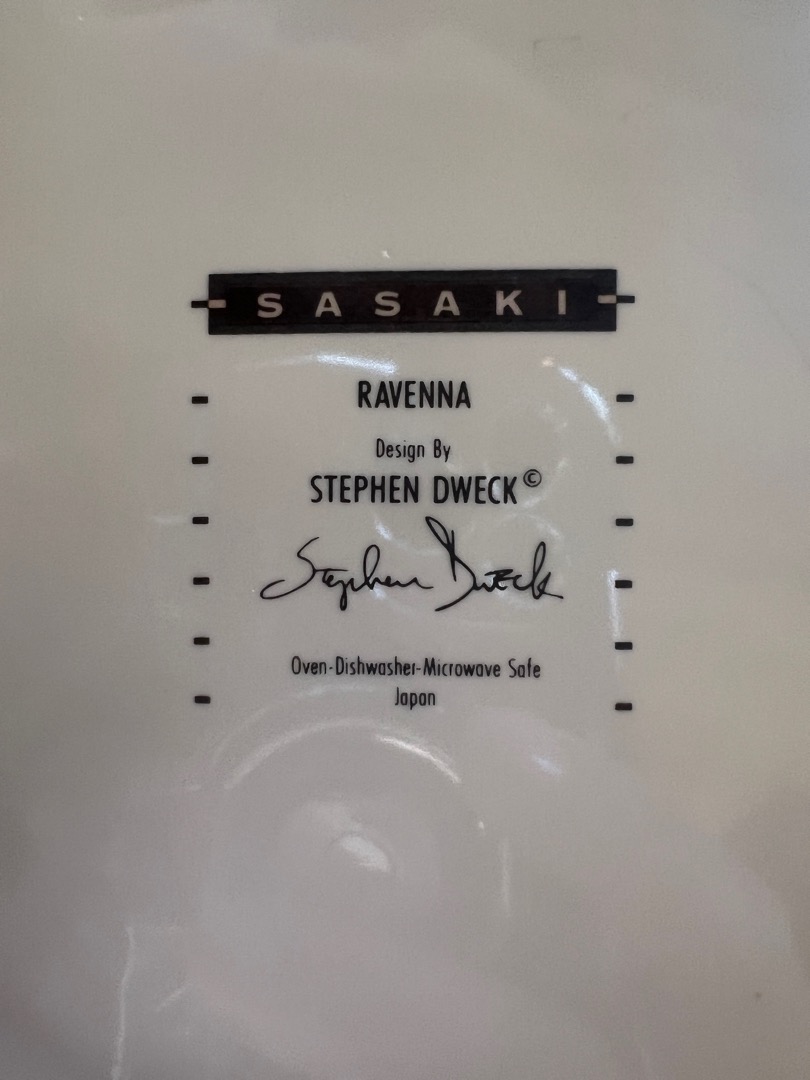 SASAKI
RAVENNA
Design By
STEPHEN DWECK©
Stephen Dweck
Oven-Dishwasher-Microwave Safe
Japan